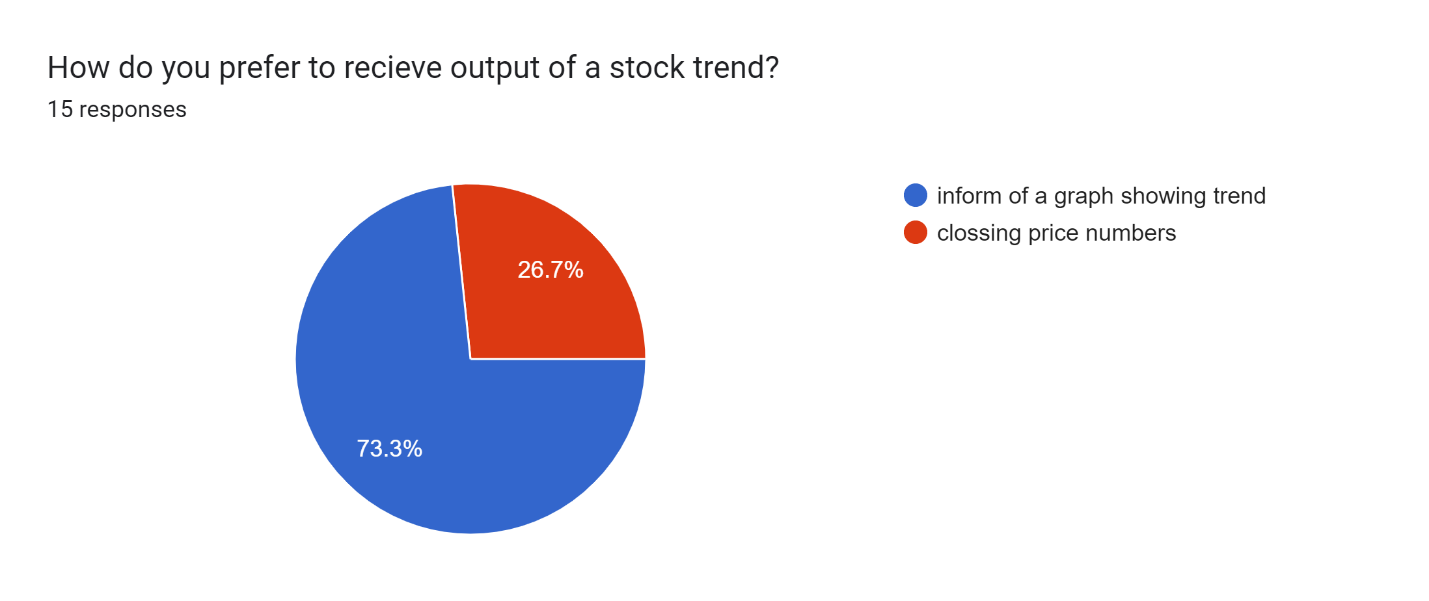 How do you prefer to recieve output of a stock trend?
15 responses
inform of a graph showing trend
clossing price numbers
26.7%
73.3%